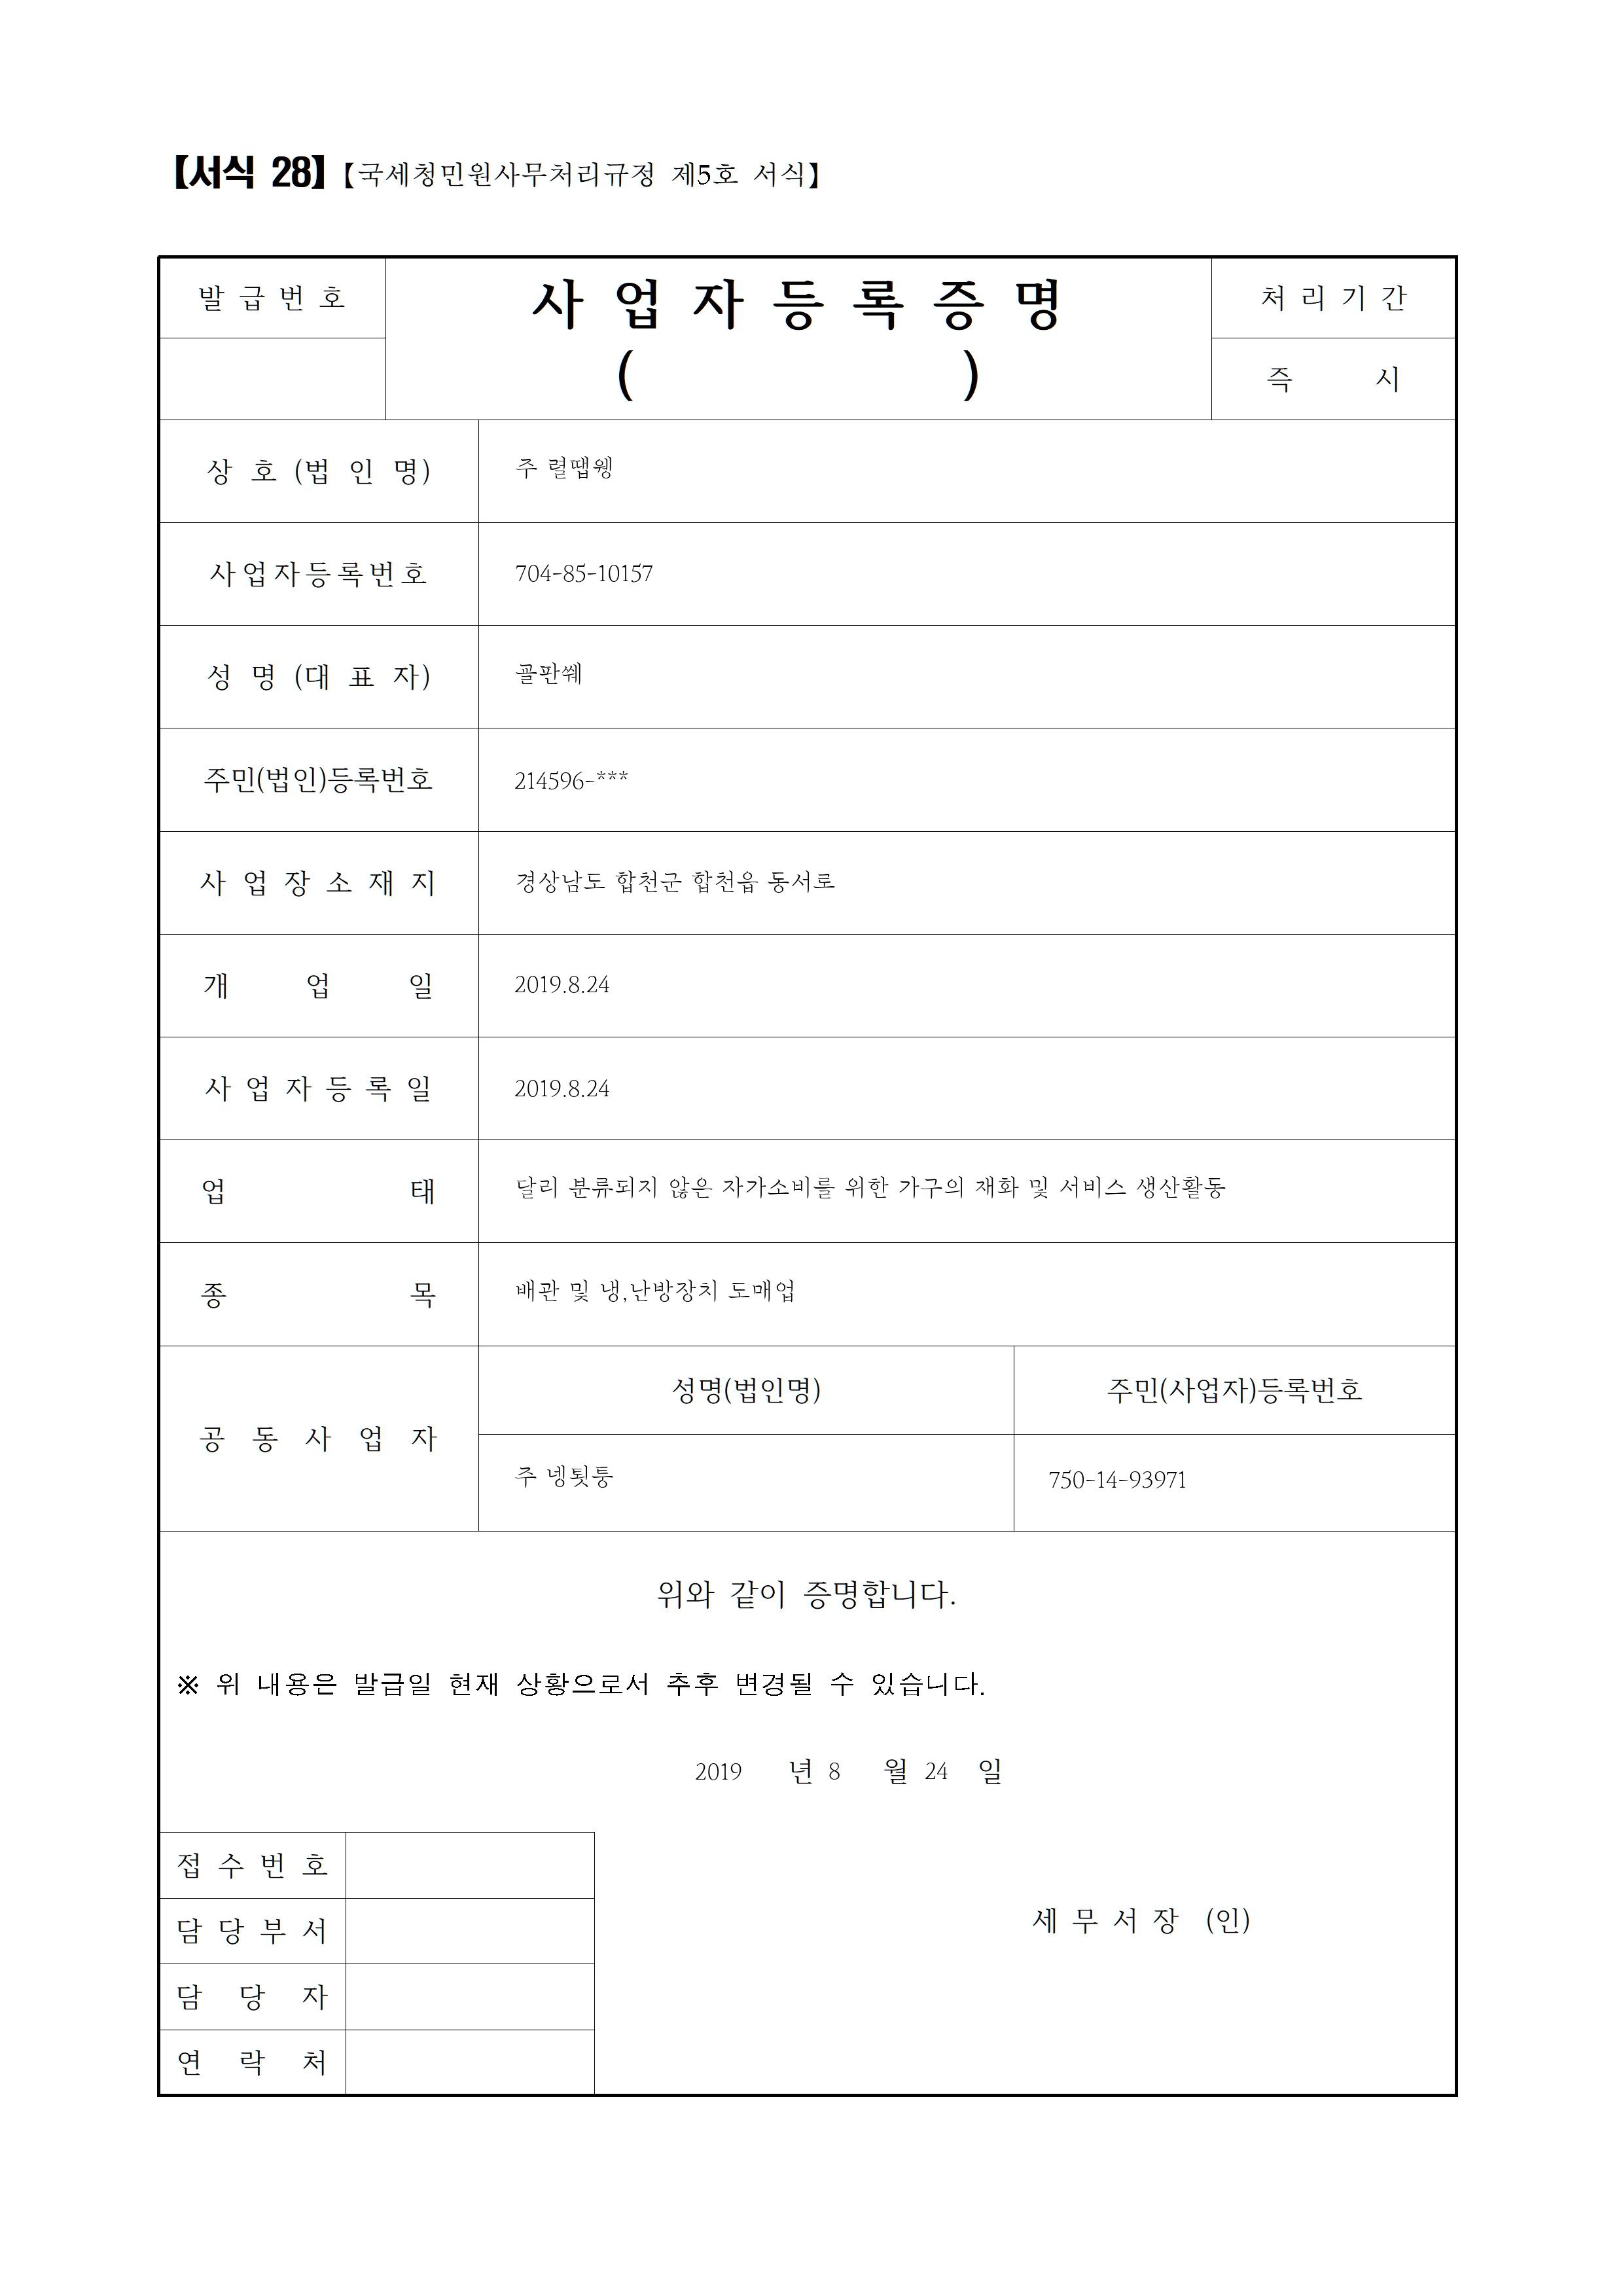 【서식 28】【국세청민원사무처리규정 제5호 서식】
발급번호
사업자등록증명
( )
처리기간
즉 시
상 호 (법 인 명) 주 렬땝웽
사업자등록번호 704-85-10157
성 명 (대 표 자) 골판쒜
주민(법인)등록번호 214596-***
사 업 장 소 재 지 경상남도 합천군 합천읍 동서로
개 업 일 2019.8.24
사 업 자 등 록 일 2019.8.24
업 태 달리 분류되지 않은 자가소비를 위한 가구의 재화 및 서비스 생산활동
종 목 배관 및 냉,난방장치 도매업
공 동 사 업 자
성명(법인명) 주민(사업자)등록번호
주 넹툇퉁 750-14-93971
위와 같이 증명합니다.
※ 위 내용은 발급일 현재 상황으로서 추후 변경될 수 있습니다.
2019 년 8 월 24 일
접 수 번 호
담 당 부 서
담 당 자
연 락 처
세 무 서 장 (인)